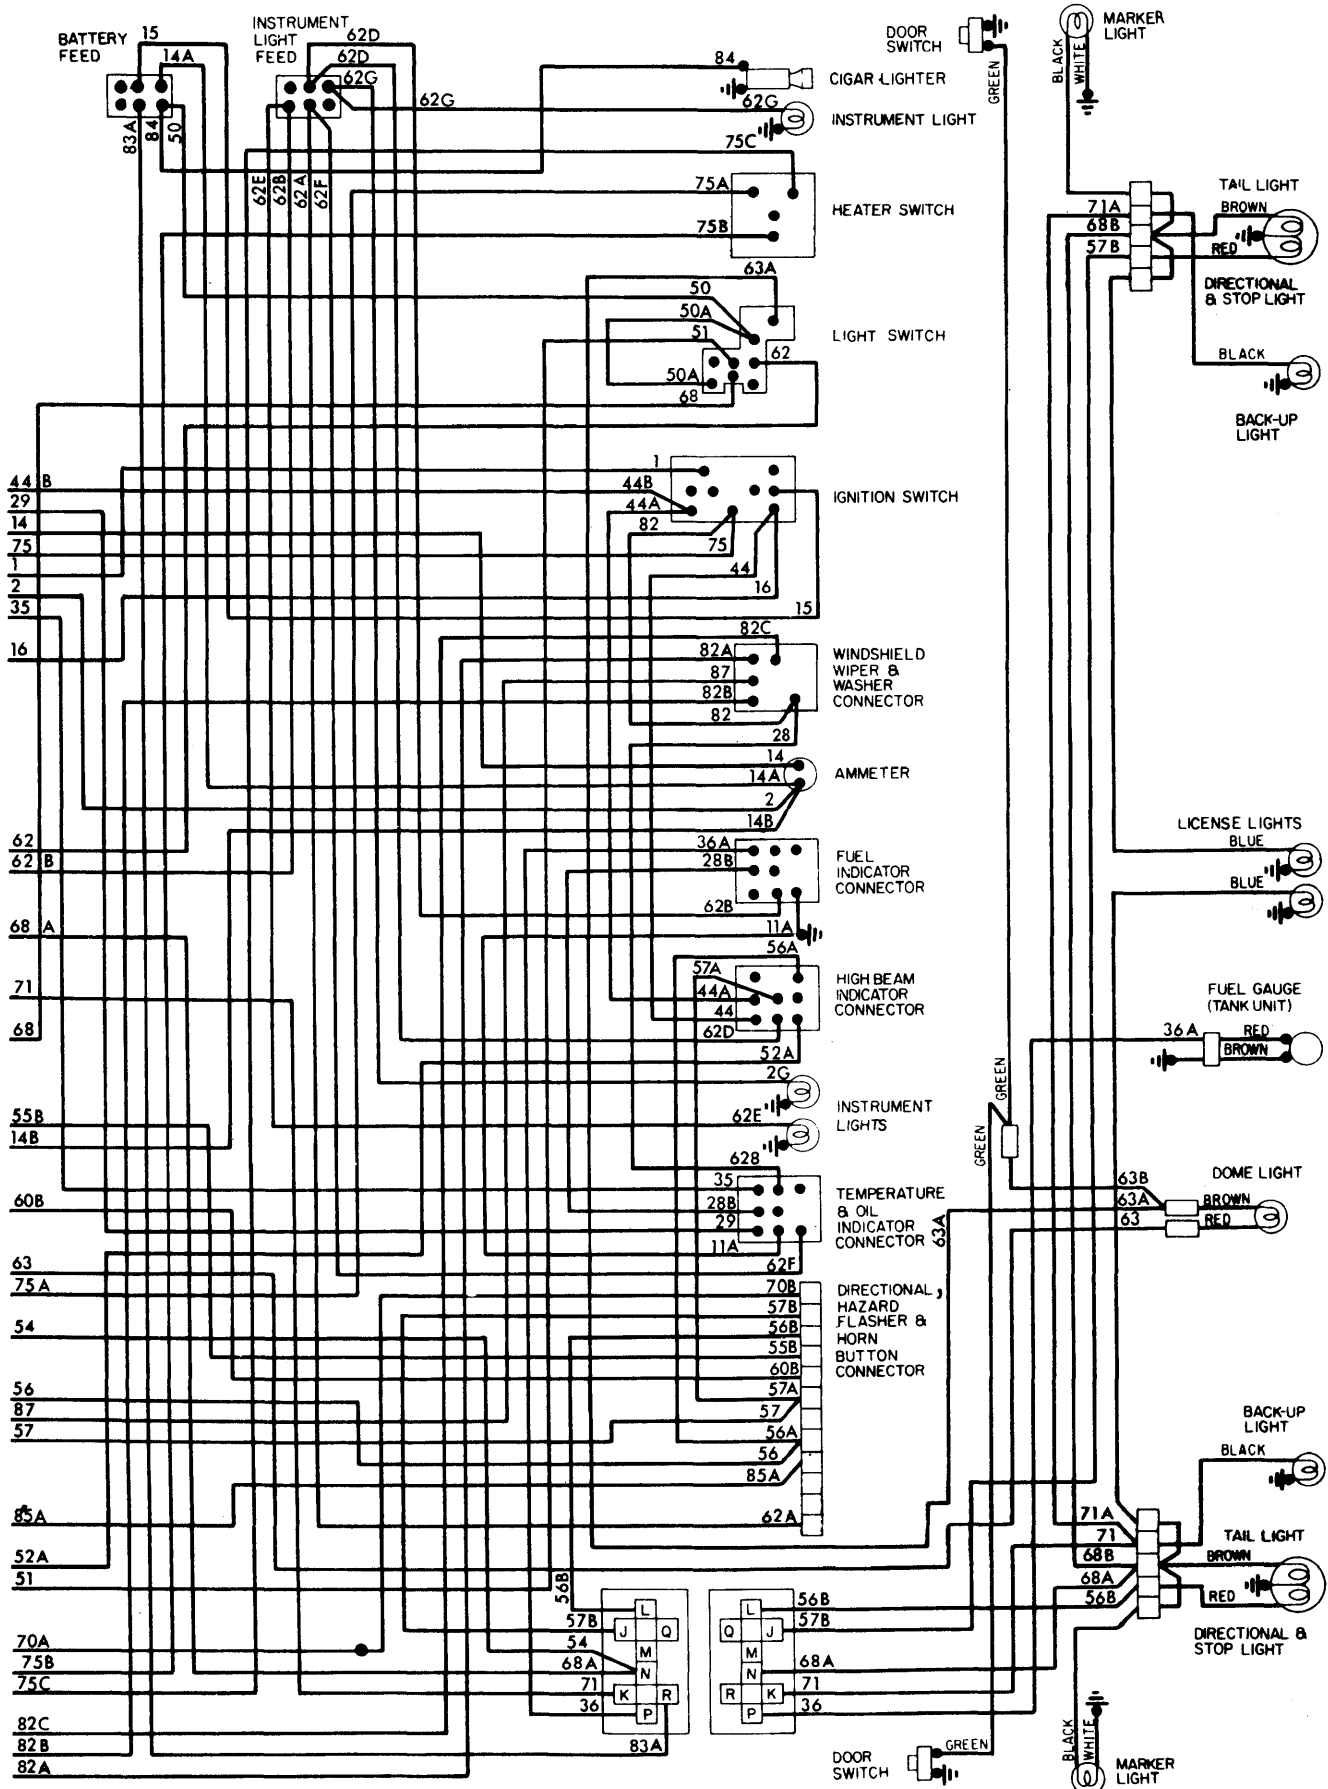 BATTERY
FEED
15
14A
INSTRUMENT
LIGHT
FEED
62D
62D
62G
62G
83A
84
50
62E
62B
62A
62F
84
CIGAR LIGHTER
62G
INSTRUMENT LIGHT
75C
75A
75B
HEATER SWITCH
63A
50
50A
51
62
50A
68
LIGHT SWITCH
1
44B
44A
82
75
44
16
15
IGNITION SWITCH
82C
82A
87
82B
82
28
WINDSHIELD
WIPER &
WASHER
CONNECTOR
14
14A
2
14B
AMMETER
36A
28B
62B
11A
FUEL
INDICATOR
CONNECTOR
56A
57A
44A
44
62D
52A
HIGH BEAM
INDICATOR
CONNECTOR
2G
62E
INSTRUMENT
LIGHTS
628
35
28B
29
11A
62F
TEMPERATURE
& OIL
INDICATOR
CONNECTOR
70B
57B
56B
55B
60B
57A
57
56A
56
85A
62A
DIRECTIONAL,
HAZARD
FLASHER &
HORN
BUTTON
CONNECTOR
44 B
29
14
75
1
2
35
16
62
62 B
68 A
71
68
55B
14B
60B
63
75A
54
56
87
57
85A
52A
51
70A
75B
75C
82C
82B
82A
56B
57B
54
68A
71
36
83A
L
J
Q
M
N
K
R
P
L
Q
J
M
N
R
K
P
56B
57B
68A
71
36
DOOR
SWITCH
GREEN
GREEN
GREEN
63A
DOOR
SWITCH
GREEN
BLACK
WHITE
MARKER
LIGHT
71A
68B
57B
TAIL LIGHT
BROWN
RED
DIRECTIONAL
& STOP LIGHT
BLACK
BACK-UP
LIGHT
LICENSE LIGHTS
BLUE
BLUE
FUEL GAUGE
(TANK UNIT)
36A
RED
BROWN
DOME LIGHT
63B
63A
63
BROWN
RED
BACK-UP
LIGHT
BLACK
71A
71
68B
68A
56B
TAIL LIGHT
BROWN
RED
DIRECTIONAL &
STOP LIGHT
BLACK
WHITE
MARKER
LIGHT